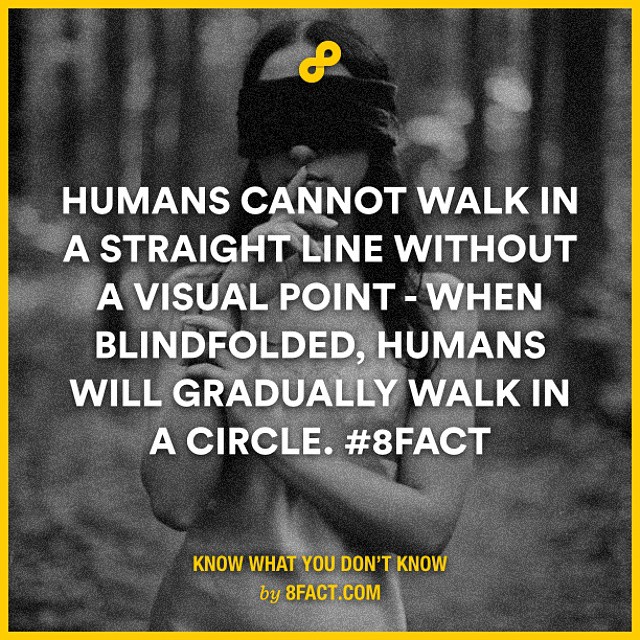 HUMANS CANNOT WALK IN
A STRAIGHT LINE WITHOUT
A VISUAL POINT - WHEN
BLINDFOLDED, HUMANS
WILL GRADUALLY WALK IN
A CIRCLE. #8FACT
KNOW WHAT YOU DON'T KNOW
by 8FACT.COM